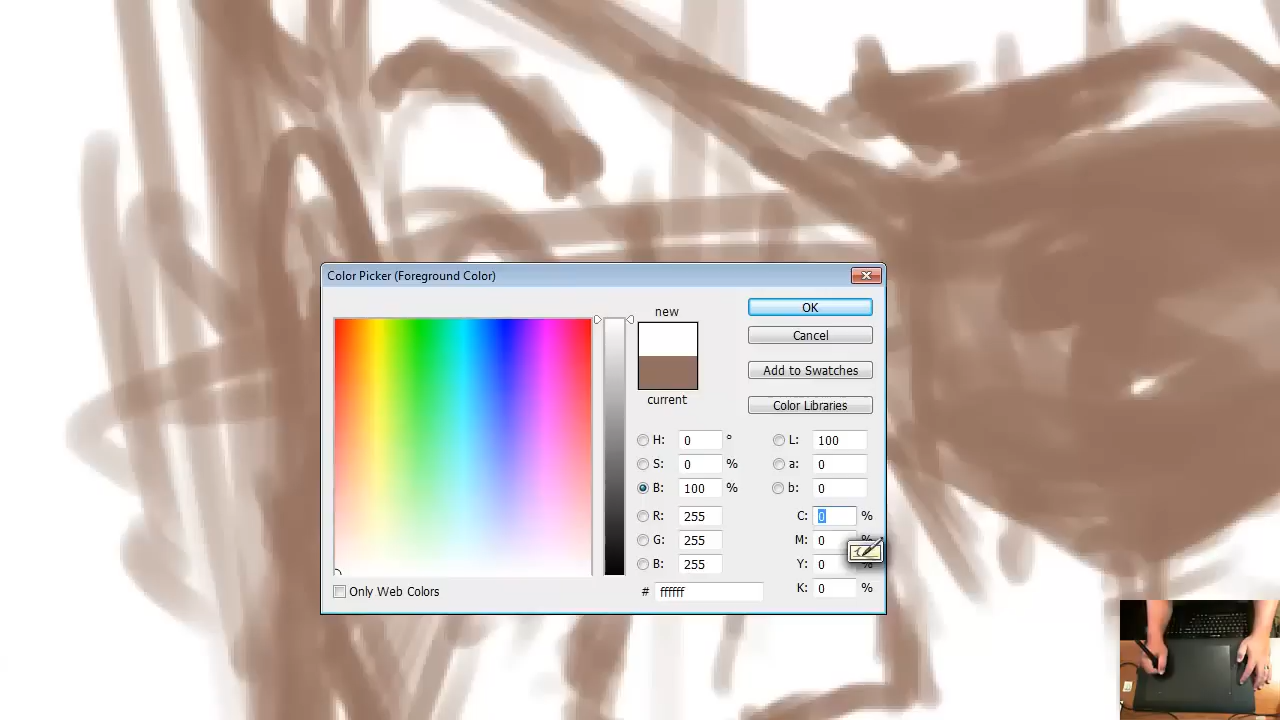 Color Picker (Foreground Color)
new
current
OK
Cancel
Add to Swatches
Color Libraries
H: 0 ° L: 100
S: 0 % a: 0
B: 100 % b: 0
R: 255 C: 0 %
G: 255 M: 0 %
B: 255 Y: 0 %
# ffffff K: 0 %
Only Web Colors